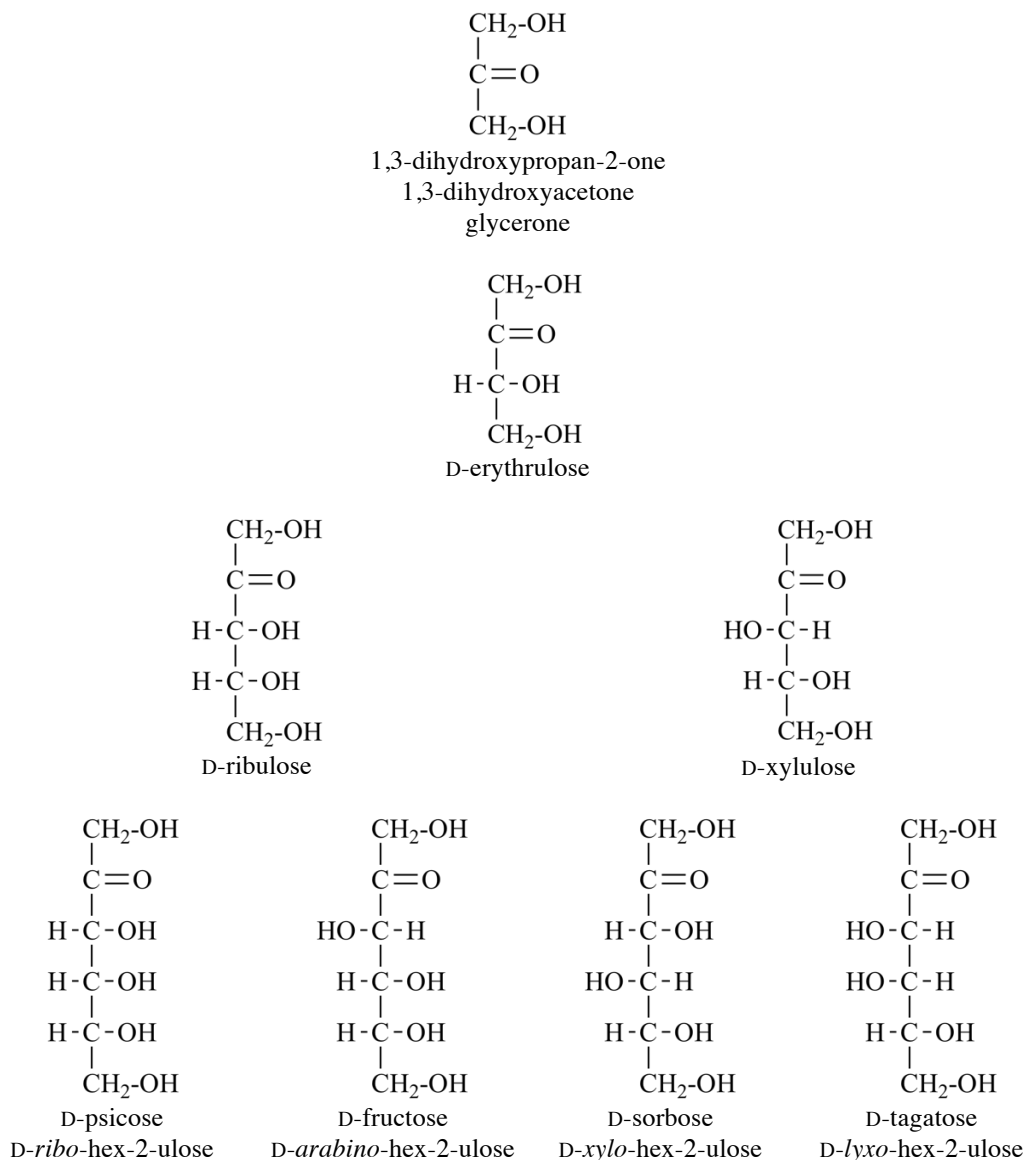 CH₂-OH
C=O
CH₂-OH
1,3-dihydroxypropan-2-one
1,3-dihydroxyacetone
glycerone
CH₂-OH
C=O
H-C-OH
CH₂-OH
D-erythrulose
CH₂-OH
C=O
H-C-OH
H-C-OH
CH₂-OH
D-ribulose
CH₂-OH
C=O
HO-C-H
H-C-OH
CH₂-OH
D-xylulose
CH₂-OH
C=O
H-C-OH
H-C-OH
H-C-OH
CH₂-OH
D-psicose
D-ribo-hex-2-ulose
CH₂-OH
C=O
HO-C-H
H-C-OH
H-C-OH
CH₂-OH
D-fructose
D-arabino-hex-2-ulose
CH₂-OH
C=O
H-C-OH
HO-C-H
H-C-OH
CH₂-OH
D-sorbose
D-xylo-hex-2-ulose
CH₂-OH
C=O
HO-C-H
HO-C-H
H-C-OH
CH₂-OH
D-tagatose
D-lyxo-hex-2-ulose